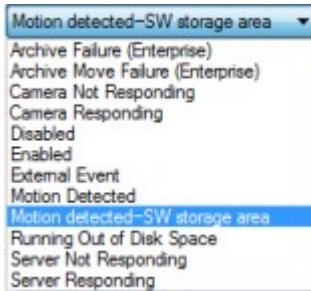 Motion detected-SW storage area
Archive Failure (Enterprise)
Archive Move Failure (Enterprise)
Camera Not Responding
Camera Responding
Disabled
Enabled
External Event
Motion Detected
Motion detected-SW storage area
Running Out of Disk Space
Server Not Responding
Server Responding